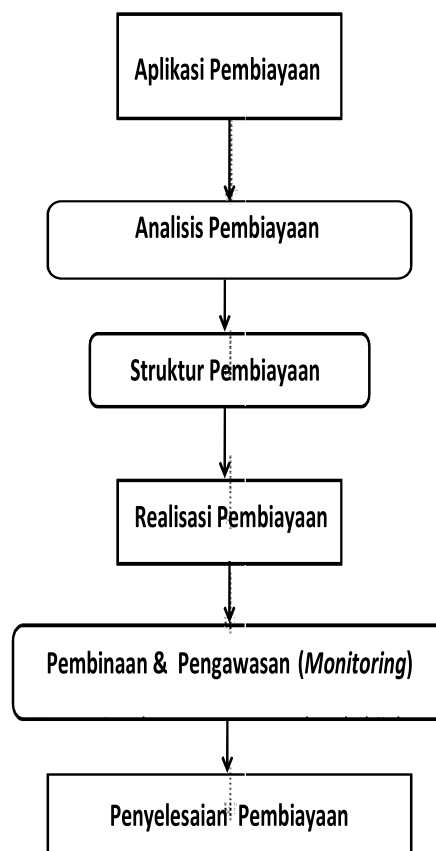 Aplikasi Pembiayaan
Analisis Pembiayaan
Struktur Pembiayaan
Realisasi Pembiayaan
Pembinaan & Pengawasan (Monitoring)
Penyelesaian Pembiayaan